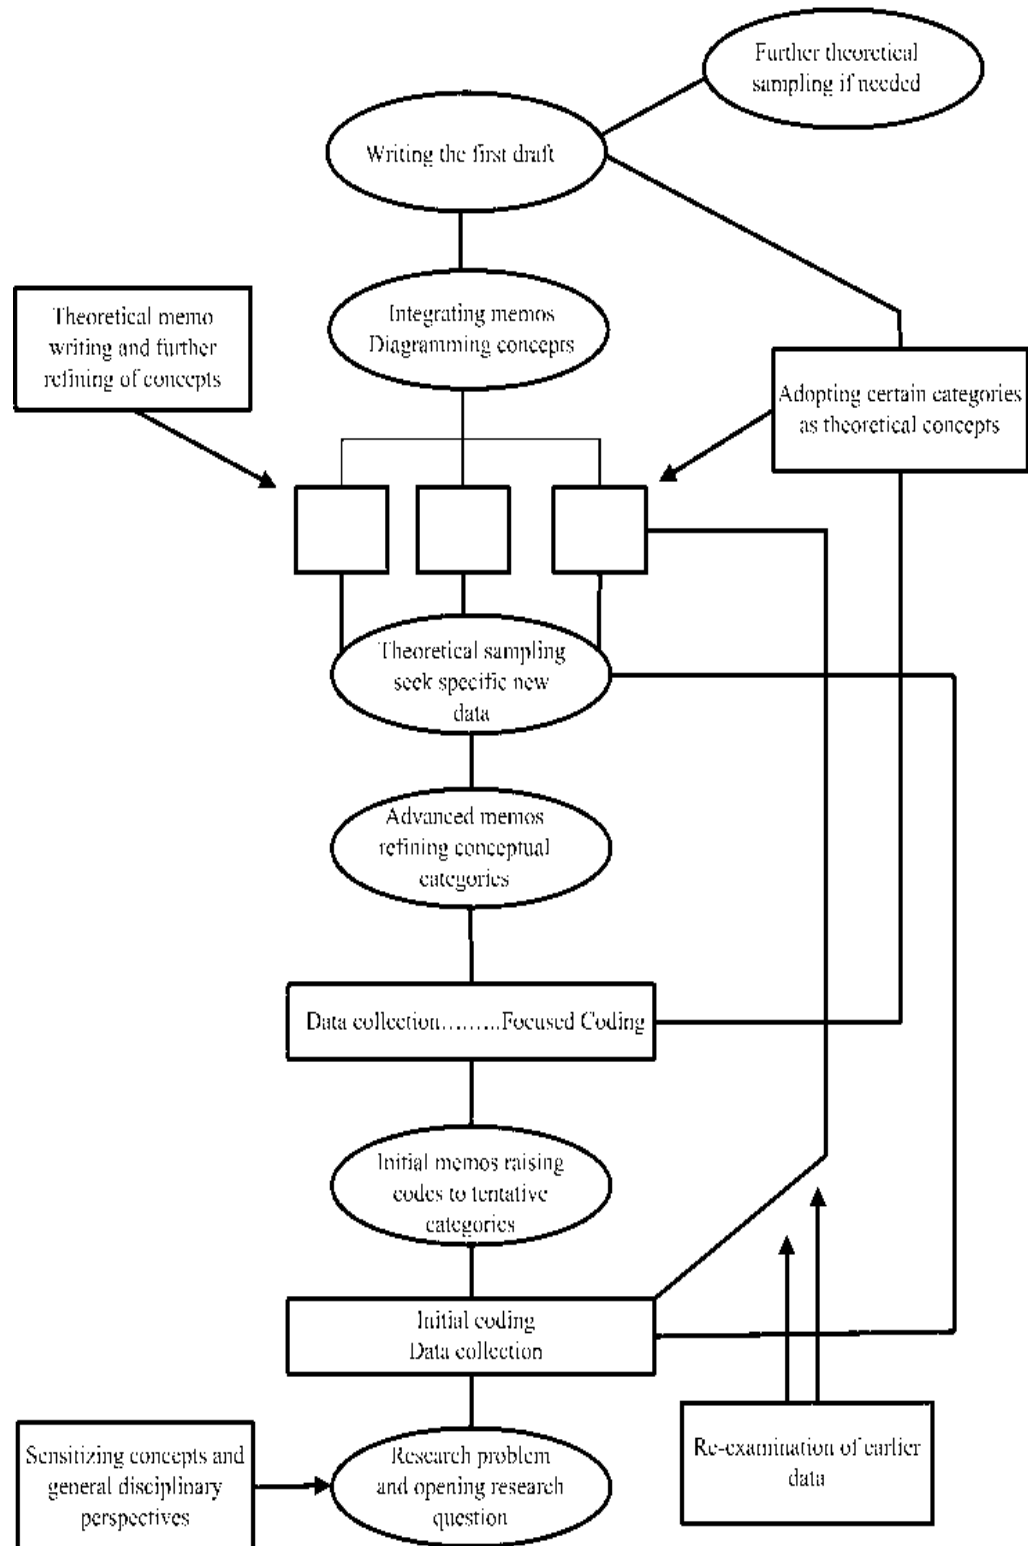 Further theoretical
sampling if needed
Writing the first draft
Integrating memos
Diagramming concepts
Theoretical memo
writing and further
refining of concepts
Adopting certain categories
as theoretical concepts
Theoretical sampling
seek specific new
data
Advanced memos
refining conceptual
categories
Data collection.........Focused Coding
Initial memos raising
codes to tentative
categories
Initial coding
Data collection
Sensitizing concepts and
general disciplinary
perspectives
Research problem
and opening research
question
Re-examination of earlier
data